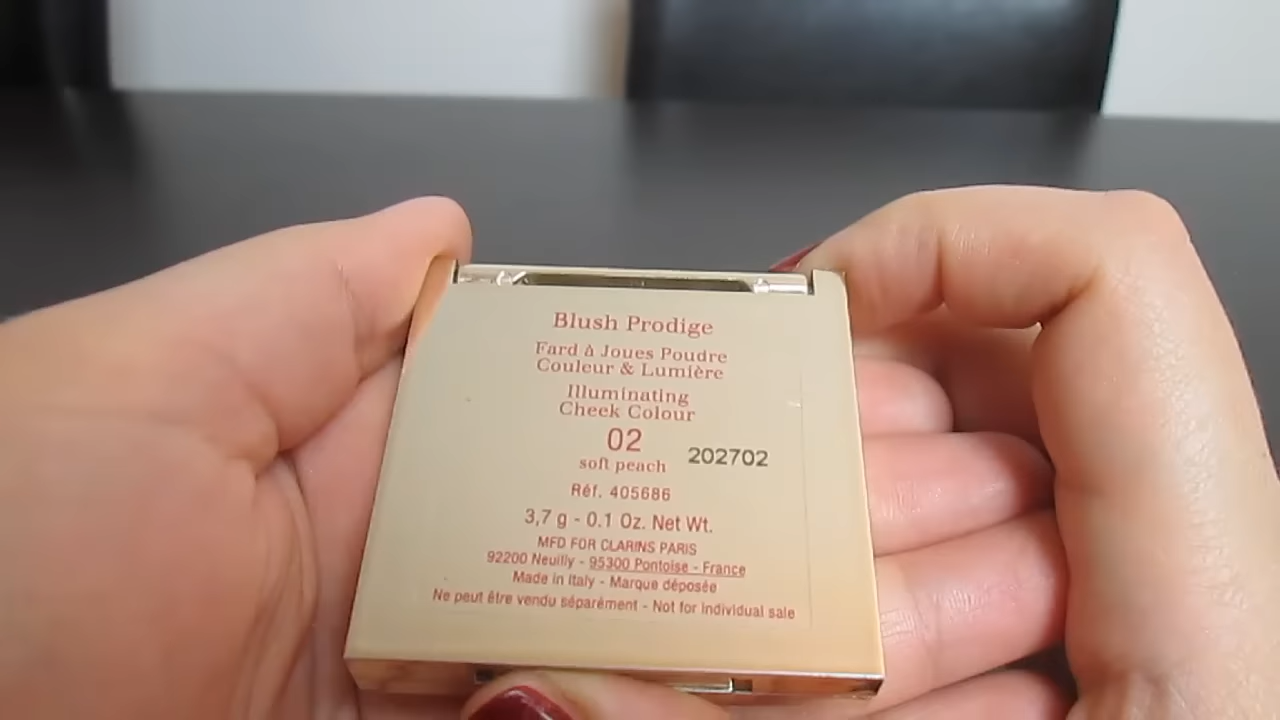 Blush Prodige
Fard à Joues Poudre
Couleur & Lumière
Illuminating
Cheek Colour
02
soft peach
202702
Réf. 405686
3,7 g - 0.1 Oz. Net Wt.
MFD FOR CLARINS PARIS
92200 Neuilly - 95300 Pontoise - France
Made in Italy - Marque déposée
Ne peut être vendu séparément - Not for individual sale